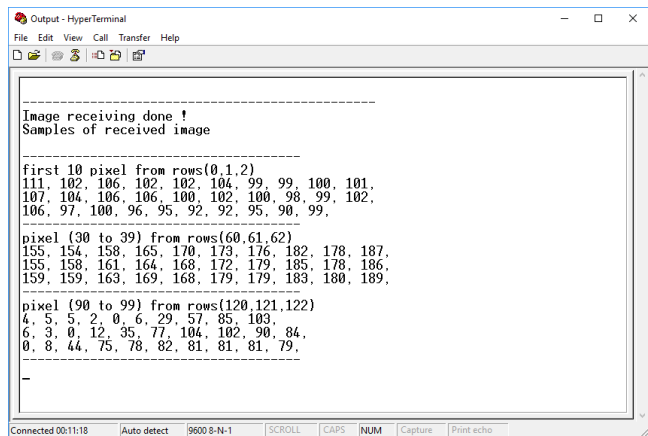 Output - HyperTerminal
File Edit View Call Transfer Help
--------------------------------------------------
Image receiving done !
Samples of received image
---------------------------------------
first 10 pixel from rows(0,1,2)
111, 102, 106, 102, 102, 104, 99, 99, 100, 101,
107, 104, 106, 106, 100, 102, 100, 98, 99, 102,
106, 97, 100, 96, 95, 92, 92, 95, 90, 99,
---------------------------------------
pixel (30 to 39) from rows(60,61,62)
155, 154, 158, 165, 170, 173, 176, 182, 178, 187,
155, 158, 161, 164, 168, 172, 179, 185, 178, 186,
159, 159, 163, 169, 168, 179, 179, 183, 180, 189,
---------------------------------------
pixel (90 to 99) from rows(120,121,122)
4, 5, 5, 2, 0, 6, 29, 57, 85, 103,
6, 3, 0, 12, 35, 77, 104, 102, 90, 84,
0, 8, 44, 75, 78, 82, 81, 81, 81, 79,
---------------------------------------
_
Connected 00:11:18 Auto detect 9600 8-N-1 SCROLL CAPS NUM Capture Print echo